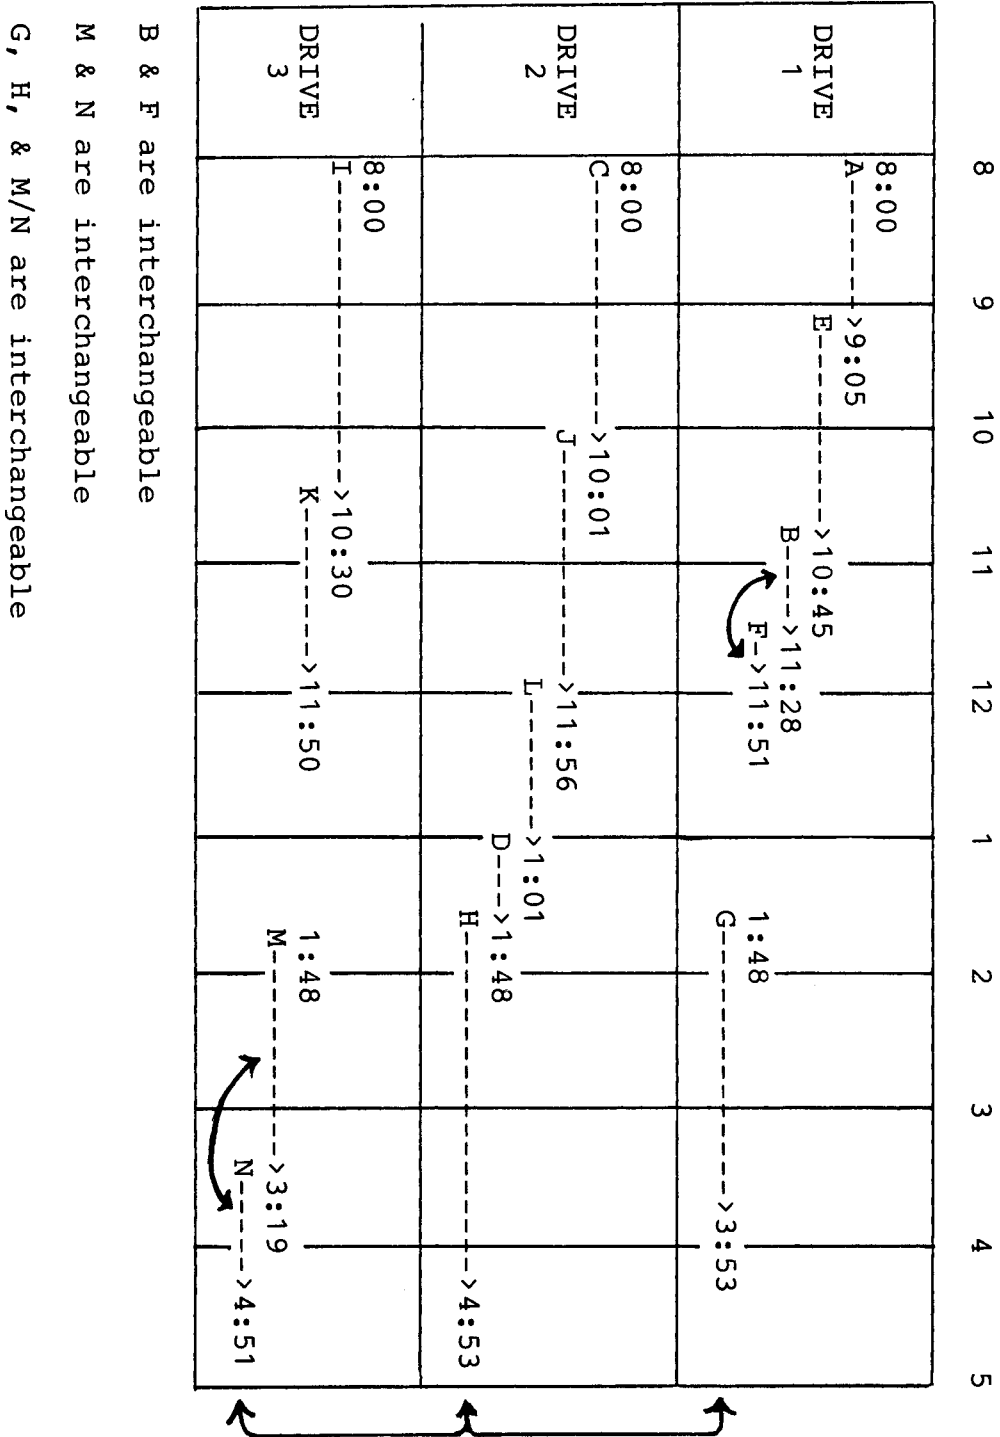 8 9 10 11 12 1 2 3 4 5
DRIVE
1
8:00
A--------->9:05
E------------->10:45
B------>11:28
F->11:51
1:48
G------------------->3:53
DRIVE
2
8:00
C------------------>10:01
J----------------->11:56
L---------->1:01
D---->1:48
H------------------------->4:53
DRIVE
3
8:00
I---------------------->10:30
K----------->11:50
1:48
M--------------->3:19
N------->4:51
B & F are interchangeable
M & N are interchangeable
G, H, & M/N are interchangeable